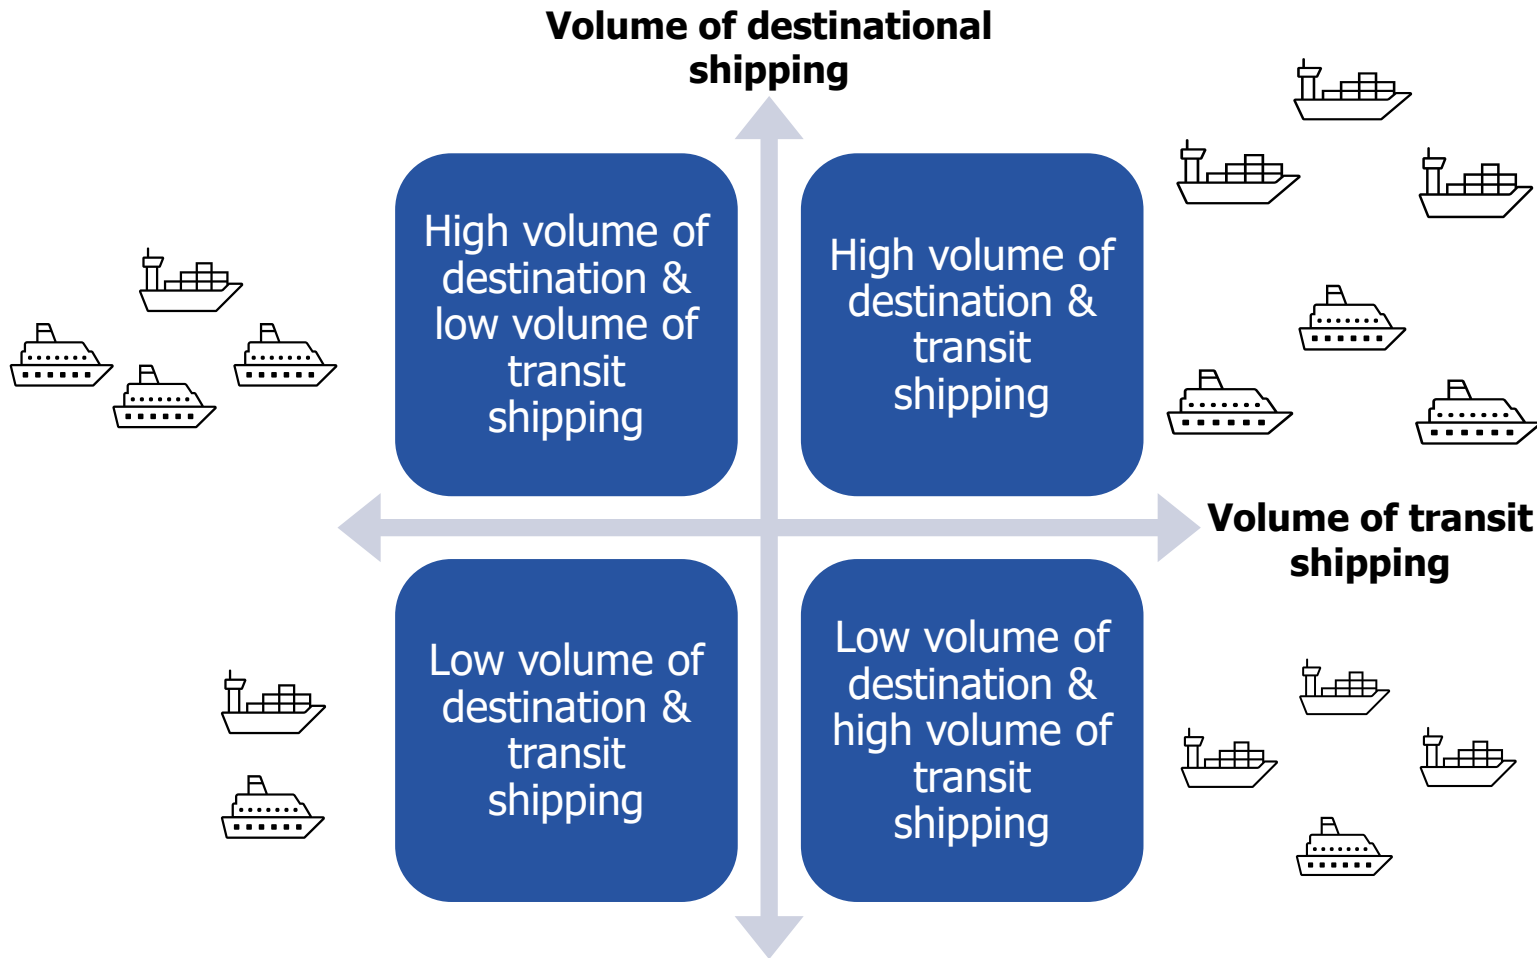 Volume of destinational
shipping
High volume of
destination &
low volume of
transit
shipping
High volume of
destination &
transit
shipping
Volume of transit
shipping
Low volume of
destination &
transit
shipping
Low volume of
destination &
high volume of
transit
shipping